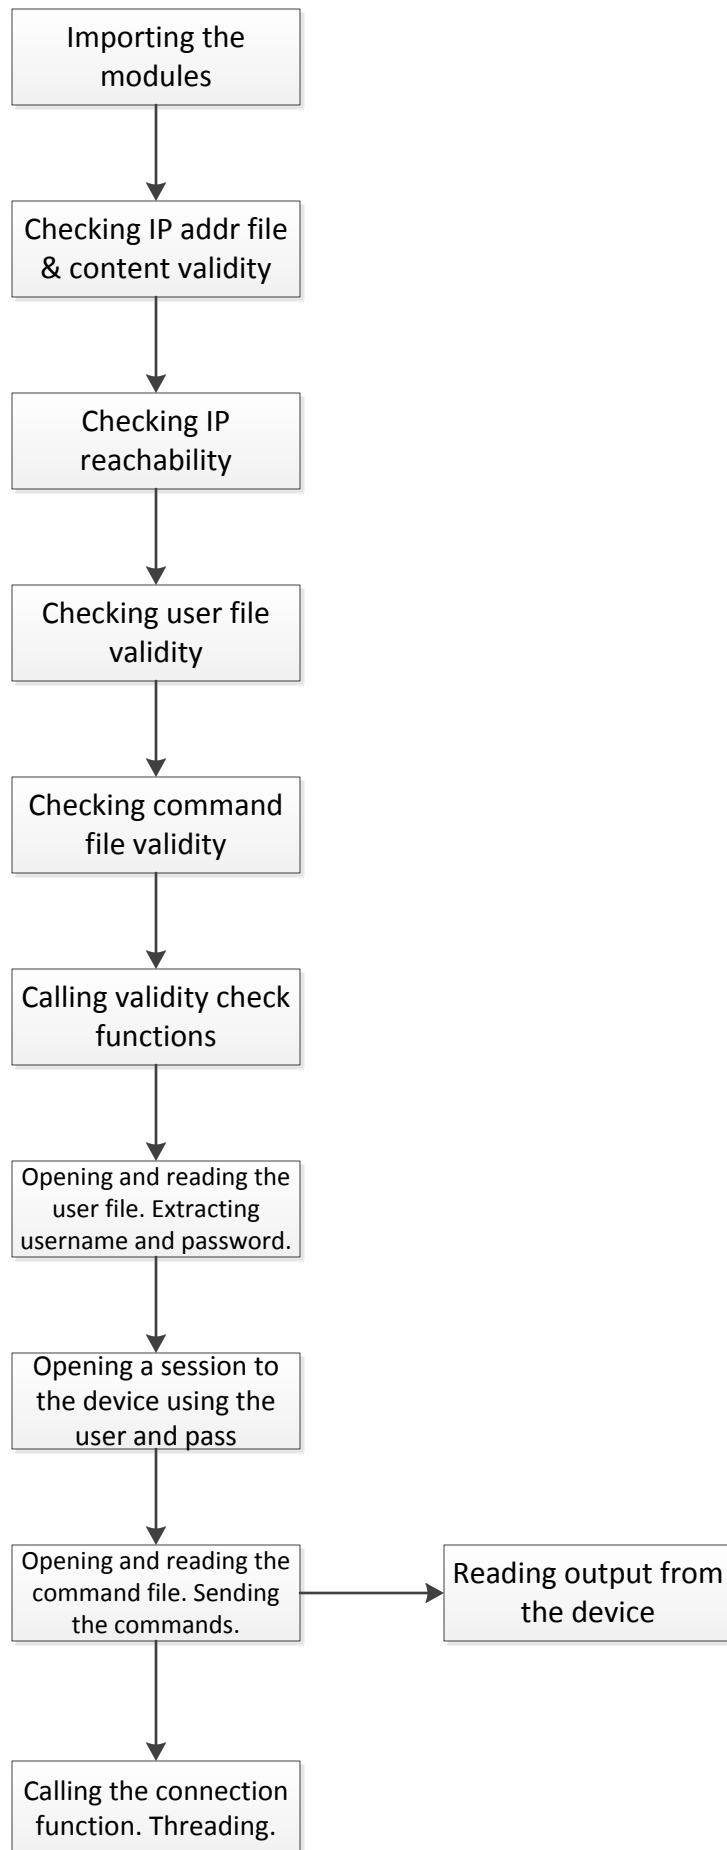 Importing the
modules
Checking IP addr file
& content validity
Checking IP
reachability
Checking user file
validity
Checking command
file validity
Calling validity check
functions
Opening and reading the
user file. Extracting
username and password.
Opening a session to
the device using the
user and pass
Opening and reading the
command file. Sending
the commands.
Reading output from
the device
Calling the connection
function. Threading.